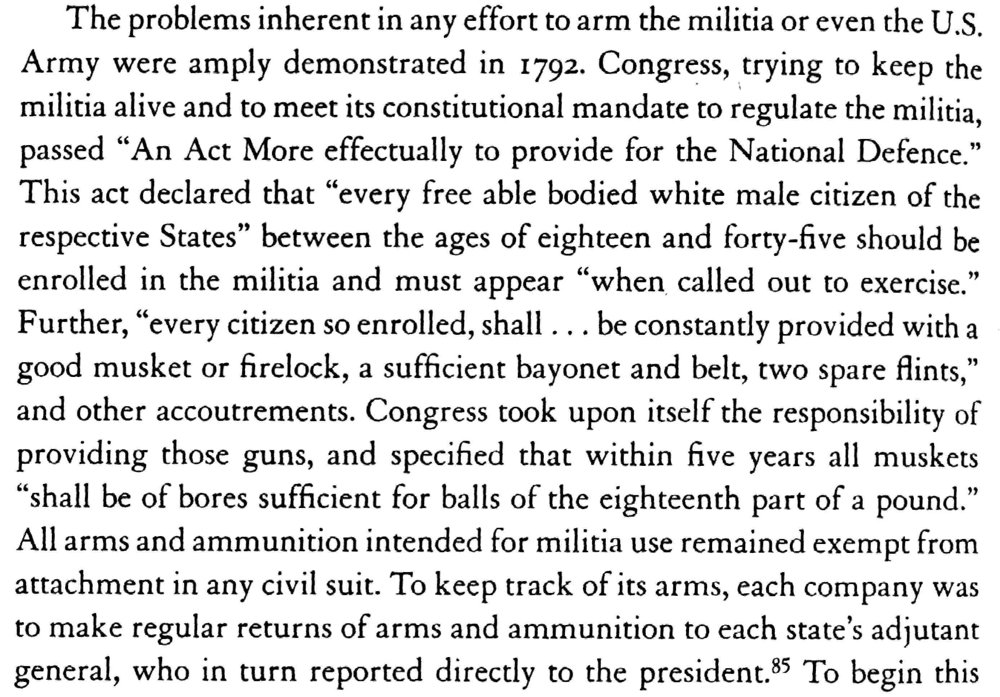 The problems inherent in any effort to arm the militia or even the U.S.
Army were amply demonstrated in 1792. Congress, trying to keep the
militia alive and to meet its constitutional mandate to regulate the militia,
passed “An Act More effectually to provide for the National Defence.”
This act declared that “every free able bodied white male citizen of the
respective States” between the ages of eighteen and forty-five should be
enrolled in the militia and must appear “when called out to exercise.”
Further, “every citizen so enrolled, shall . . . be constantly provided with a
good musket or firelock, a sufficient bayonet and belt, two spare flints,”
and other accoutrements. Congress took upon itself the responsibility of
providing those guns, and specified that within five years all muskets
“shall be of bores sufficient for balls of the eighteenth part of a pound.”
All arms and ammunition intended for militia use remained exempt from
attachment in any civil suit. To keep track of its arms, each company was
to make regular returns of arms and ammunition to each state’s adjutant
general, who in turn reported directly to the president.85 To begin this